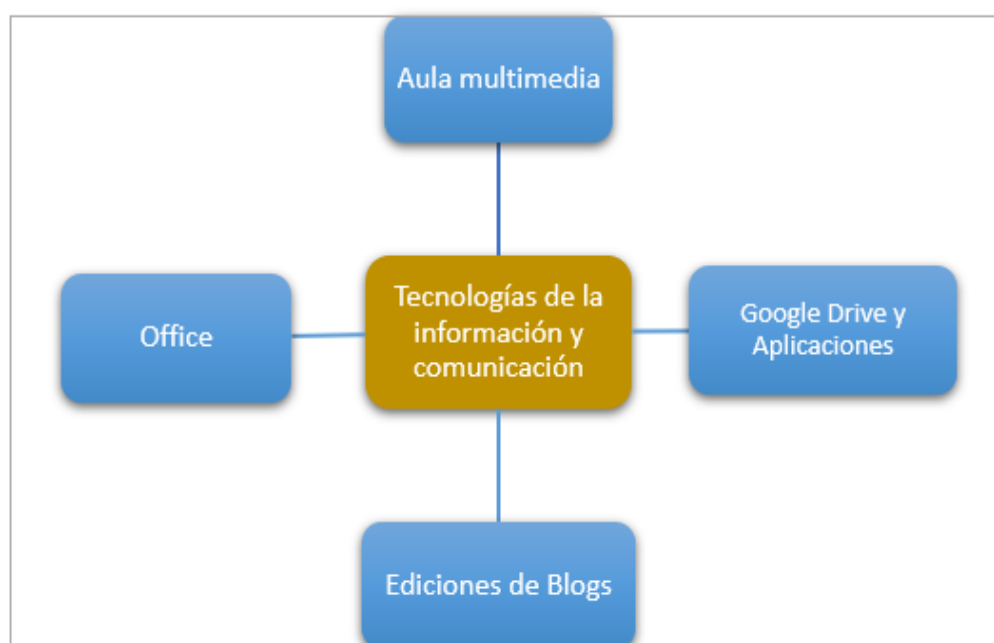 Aula multimedia
Office
Tecnologías de la
información y
comunicación
Google Drive y
Aplicaciones
Ediciones de Blogs